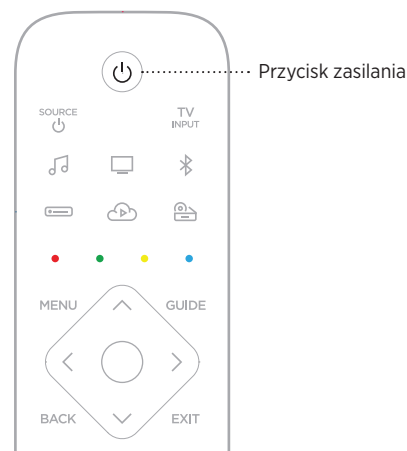 Przycisk zasilania
SOURCE
TV
INPUT
MENU
GUIDE
BACK
EXIT